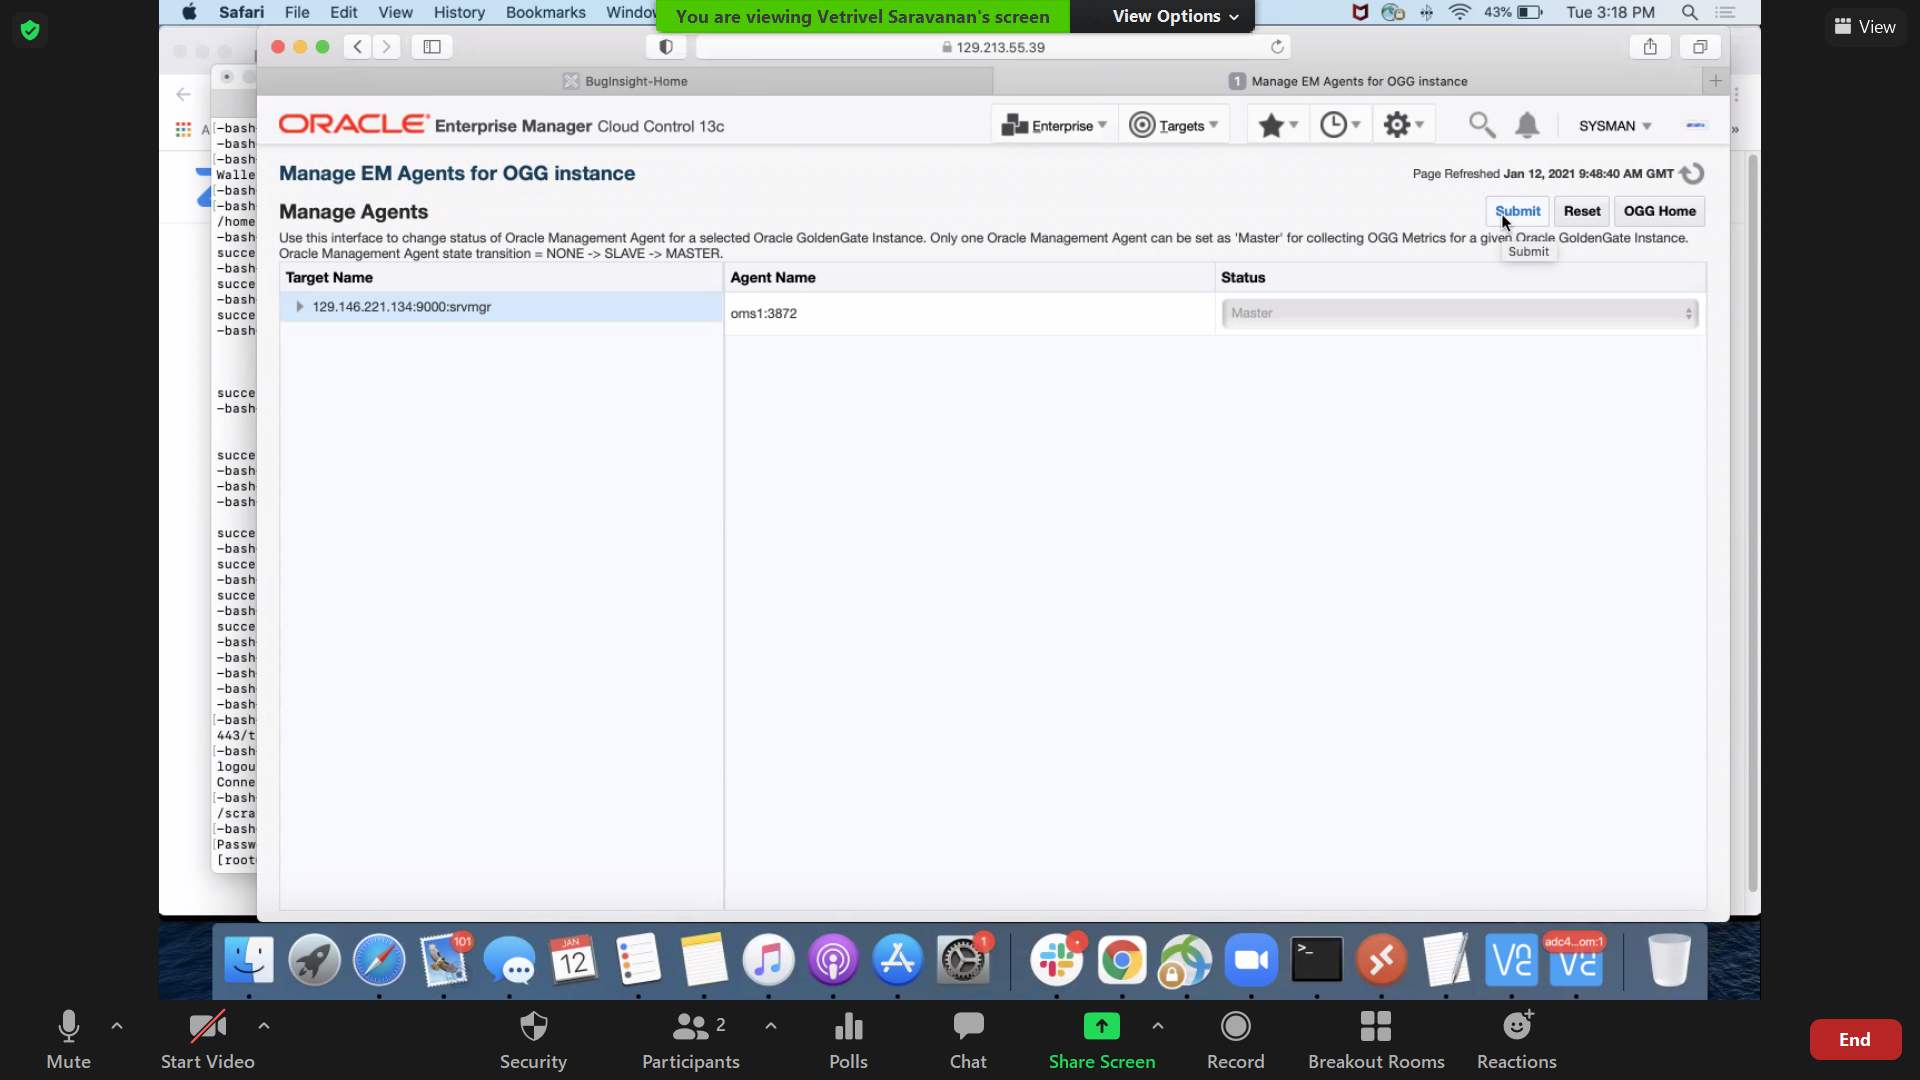 Safari File Edit View History Bookmarks Windo
You are viewing Vetrivel Saravanan's screen
View Options
43%
Tue 3:18 PM
View
129.213.55.39
BugInsight-Home
1 Manage EM Agents for OGG instance
ORACLE Enterprise Manager Cloud Control 13c
Enterprise
Targets
SYSMAN
Manage EM Agents for OGG instance
Page Refreshed Jan 12, 2021 9:48:40 AM GMT
Manage Agents
Submit Reset OGG Home
Use this interface to change status of Oracle Management Agent for a selected Oracle GoldenGate Instance. Only one Oracle Management Agent can be set as 'Master' for collecting OGG Metrics for a given Oracle GoldenGate Instance.
Oracle Management Agent state transition = NONE -> SLAVE -> MASTER.
Submit
Target Name Agent Name Status
129.146.221.134:9000:srvmgr
oms1:3872
Master
A
[-bash
-bash
[-bash
Walle
[-bash
[-bash
/home
-bash
succe
-bash
succe
-bash
succe
-bash
succe
-bash
succe
-bash
-bash
-bash
succe
-bash
succe
-bash
succe
-bash
succe
-bash
-bash
-bash
-bash
-bash
[-bash
443/t
[-bash
logou
Conne
[-bash
/scra
[-bash
[Passw
[root
101
JAN
12
1
adc4...om:1
Mute
Start Video
Security
Participants 2
Polls
Chat
Share Screen
Record
Breakout Rooms
Reactions
End